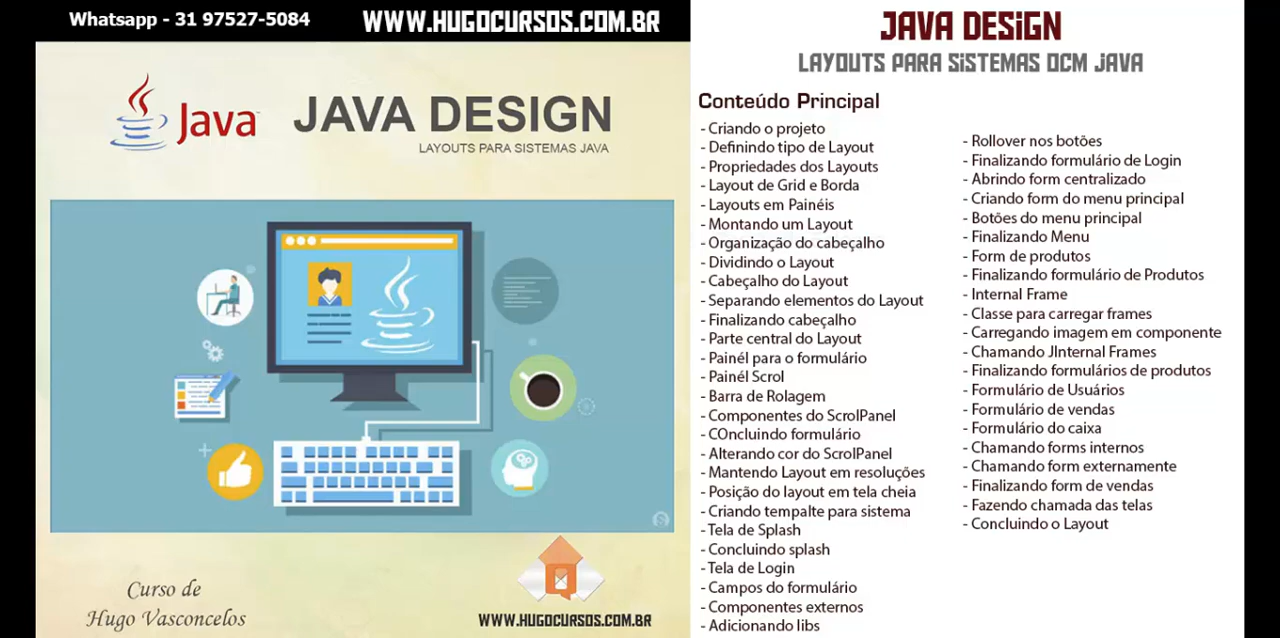 Whatsapp - 31 97527-5084
WWW.HUGOCURSOS.COM.BR
Java
JAVA DESIGN
LAYOUTS PARA SISTEMAS JAVA
Curso de
Hugo Vasconcelos
WWW.HUGOCURSOS.COM.BR
JAVA DESIGN
LAYOUTS PARA SISTEMAS OCM JAVA
Conteúdo Principal
- Criando o projeto
- Definindo tipo de Layout
- Propriedades dos Layouts
- Layout de Grid e Borda
- Layouts em Painéis
- Montando um Layout
- Organização do cabeçalho
- Dividindo o Layout
- Cabeçalho do Layout
- Separando elementos do Layout
- Finalizando cabeçalho
- Parte central do Layout
- Painél para o formulário
- Painél Scrol
- Barra de Rolagem
- Componentes do ScrolPanel
- COncluindo formulário
- Alterando cor do ScrolPanel
- Mantendo Layout em resoluções
- Posição do layout em tela cheia
- Criando tempalte para sistema
- Tela de Splash
- Concluindo splash
- Tela de Login
- Campos do formulário
- Componentes externos
- Adicionando libs
- Rollover nos botões
- Finalizando formulário de Login
- Abrindo form centralizado
- Criando form do menu principal
- Botões do menu principal
- Finalizando Menu
- Form de produtos
- Finalizando formulário de Produtos
- Internal Frame
- Classe para carregar frames
- Carregando imagem em componente
- Chamando JInternal Frames
- Finalizando formulários de produtos
- Formulário de Usuários
- Formulário de vendas
- Formulário do caixa
- Chamando forms internos
- Chamando form externamente
- Finalizando form de vendas
- Fazendo chamada das telas
- Concluindo o Layout